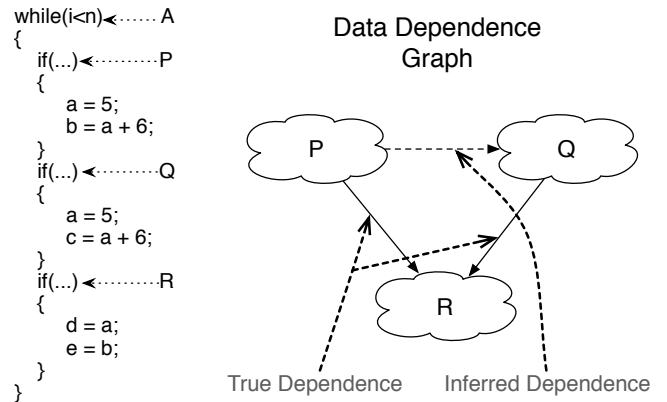 while(i<n) A
{
if(...) P
{
a = 5;
b = a + 6;
}
if(...) Q
{
a = 5;
c = a + 6;
}
if(...) R
{
d = a;
e = b;
}
}
Data Dependence
Graph
P
Q
R
True Dependence
Inferred Dependence